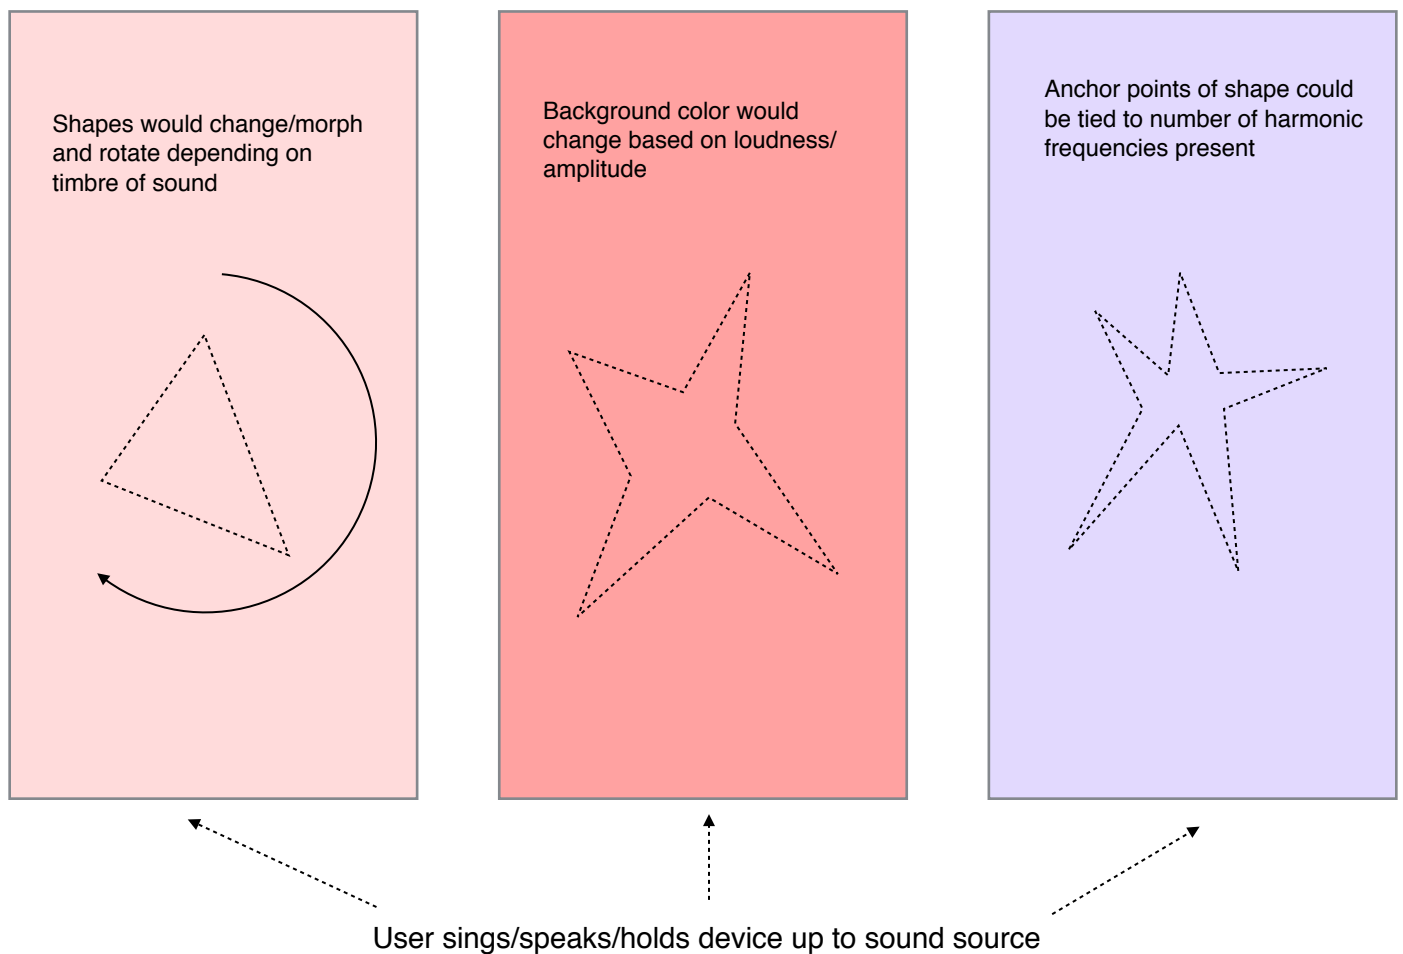 Shapes would change/morph
and rotate depending on
timbre of sound
Background color would
change based on loudness/
amplitude
Anchor points of shape could
be tied to number of harmonic
frequencies present
User sings/speaks/holds device up to sound source